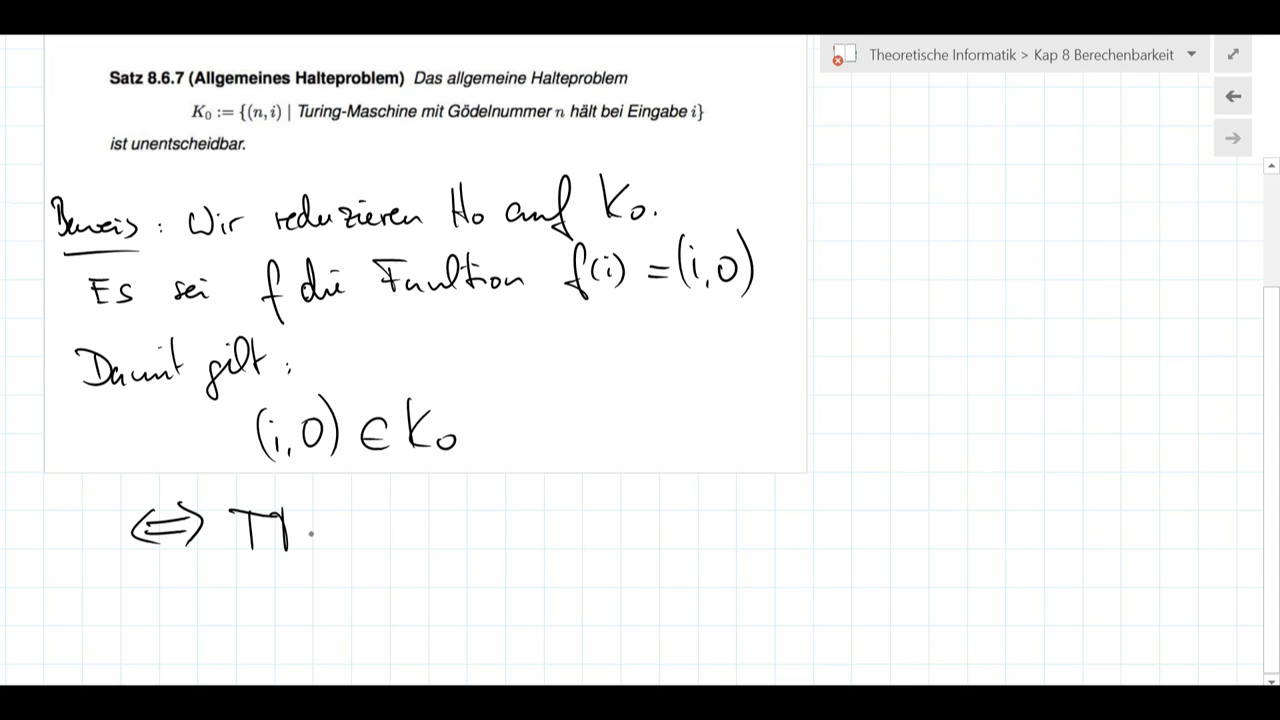 Theoretische Informatik > Kap 8 Berechenbarkeit
Satz 8.6.7 (Allgemeines Halteproblem) Das allgemeine Halteproblem
K₀ := {(n, i) | Turing-Maschine mit Gödelnummer n hält bei Eingabe i}
ist unentscheidbar.
Beweis: Wir reduzieren H₀ auf K₀.
Es sei f die Funktion f(i) = (i,0)
Damit gilt:
(i,0) ∈ K₀
⇔ TM